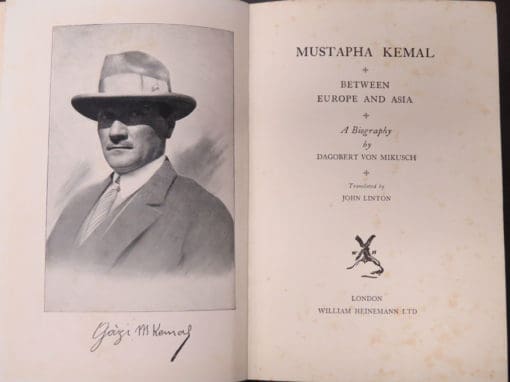 Gâzi M Kemal
MUSTAPHA KEMAL
BETWEEN
EUROPE AND ASIA
A Biography
by
DAGOBERT VON MIKUSCH
Translated by
JOHN LINTON
W H
LONDON
WILLIAM HEINEMANN LTD